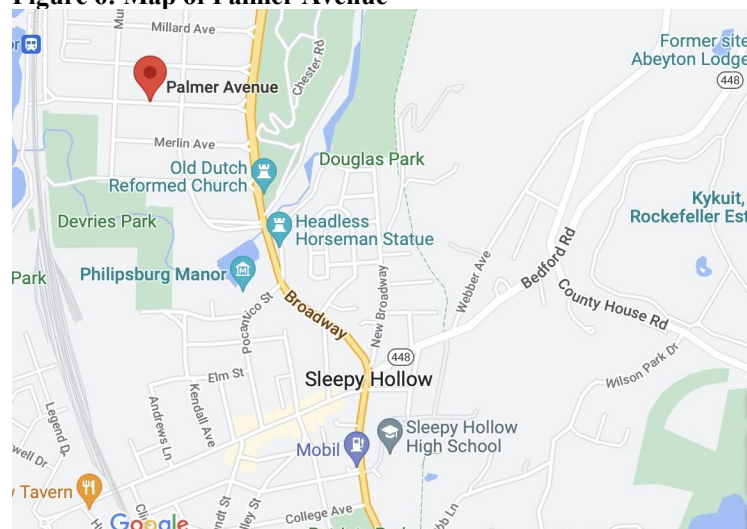 Figure 6: Map of Palmer Avenue
Millard Ave
Chester Rd
Former site
Abeyton Lodge
448
Palmer Avenue
Merlin Ave
Old Dutch
Reformed Church
Douglas Park
Kykuit,
Rockefeller Est
Devries Park
Headless
Horseman Statue
Park
Philipsburg Manor
Webber Ave
Bedford Rd
County House Rd
Pocantico St
Broadway
New Broadway
448
Wilson Park Dr
Elm St
Sleepy Hollow
Kendall Ave
Andrews Ln
Legend D
Sleepy Hollow
High School
Mobil
well Dr
Tavern
Google
College Ave